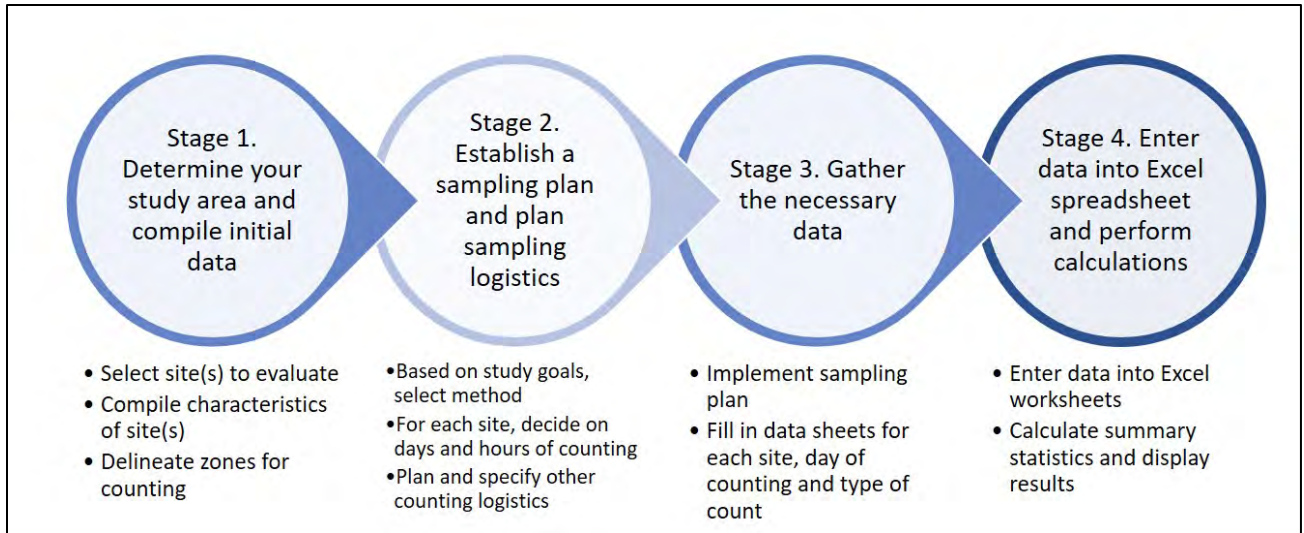 Stage 1.
Determine your
study area and
compile initial
data
• Select site(s) to evaluate
• Compile characteristics
of site(s)
• Delineate zones for
counting
Stage 2.
Establish a
sampling plan
and plan
sampling
logistics
•Based on study goals,
select method
•For each site, decide on
days and hours of counting
•Plan and specify other
counting logistics
Stage 3. Gather
the necessary
data
• Implement sampling
plan
• Fill in data sheets for
each site, day of
counting and type of
count
Stage 4. Enter
data into Excel
spreadsheet
and perform
calculations
• Enter data into Excel
worksheets
• Calculate summary
statistics and display
results